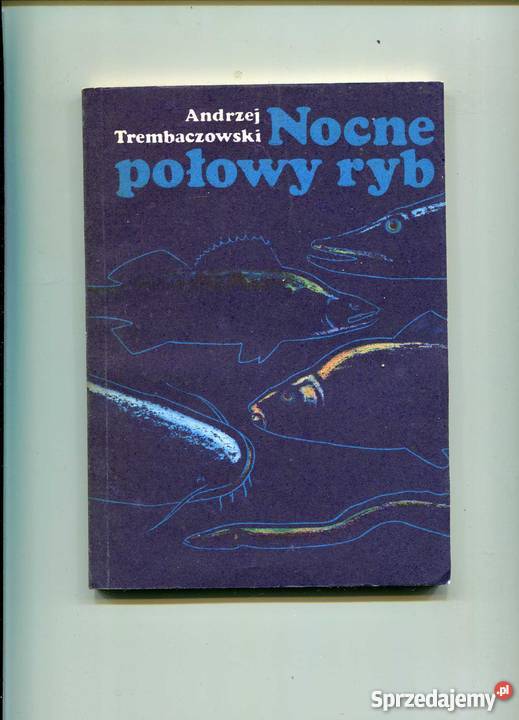 Andrzej
Trembaczowski
Nocne
połowy ryb
Sprzedajemy.pl